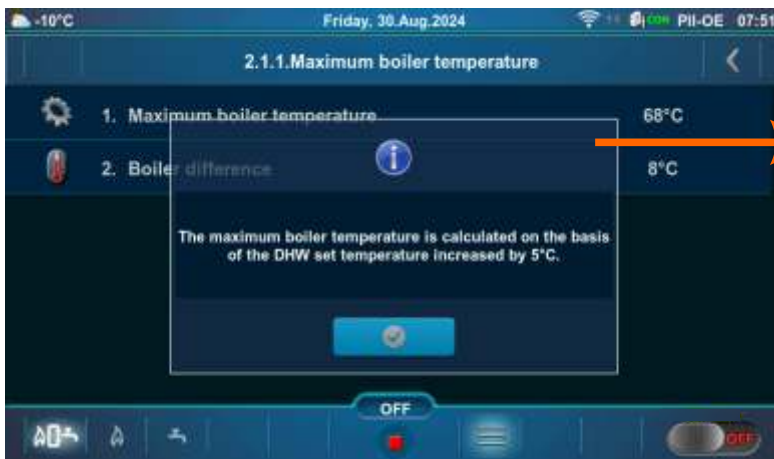 -10°C Friday, 30.Aug.2024 PII-OE 07:51
2.1.1.Maximum boiler temperature
1. Maximum boiler temperature 68°C
2. Boiler difference 8°C
The maximum boiler temperature is calculated on the basis
of the DHW set temperature increased by 5°C.
OFF
OFF